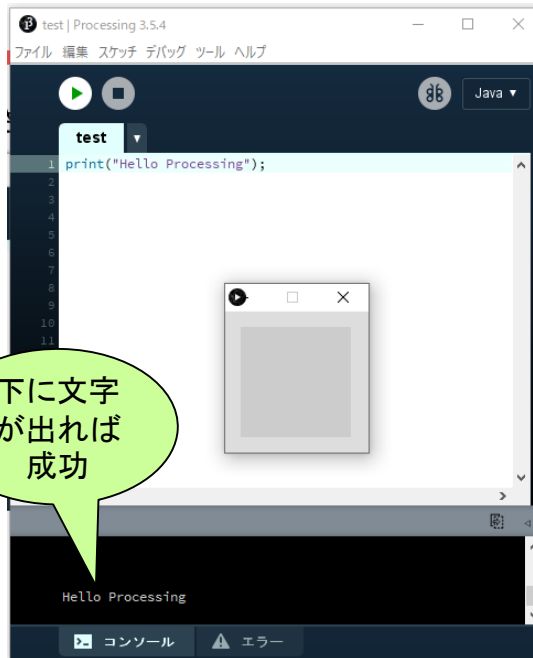 test | Processing 3.5.4
ファイル 編集 スケッチ デバッグ ツール ヘルプ
Java
test
1 print("Hello Processing");
2
3
4
5
6
7
8
9
10
11
下に文字
が出れば
成功
Hello Processing
コンソール エラー